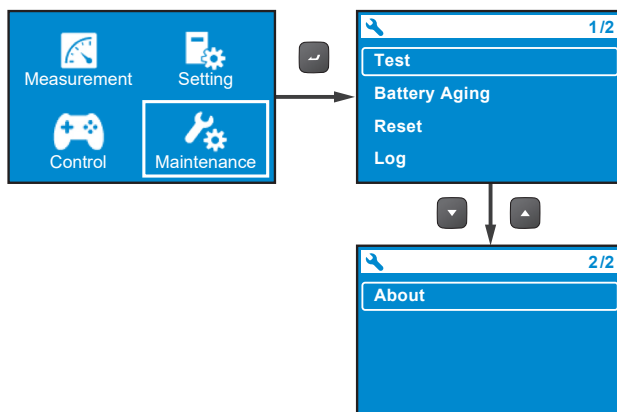 Measurement Setting
Control Maintenance
1/2
Test
Battery Aging
Reset
Log
2/2
About